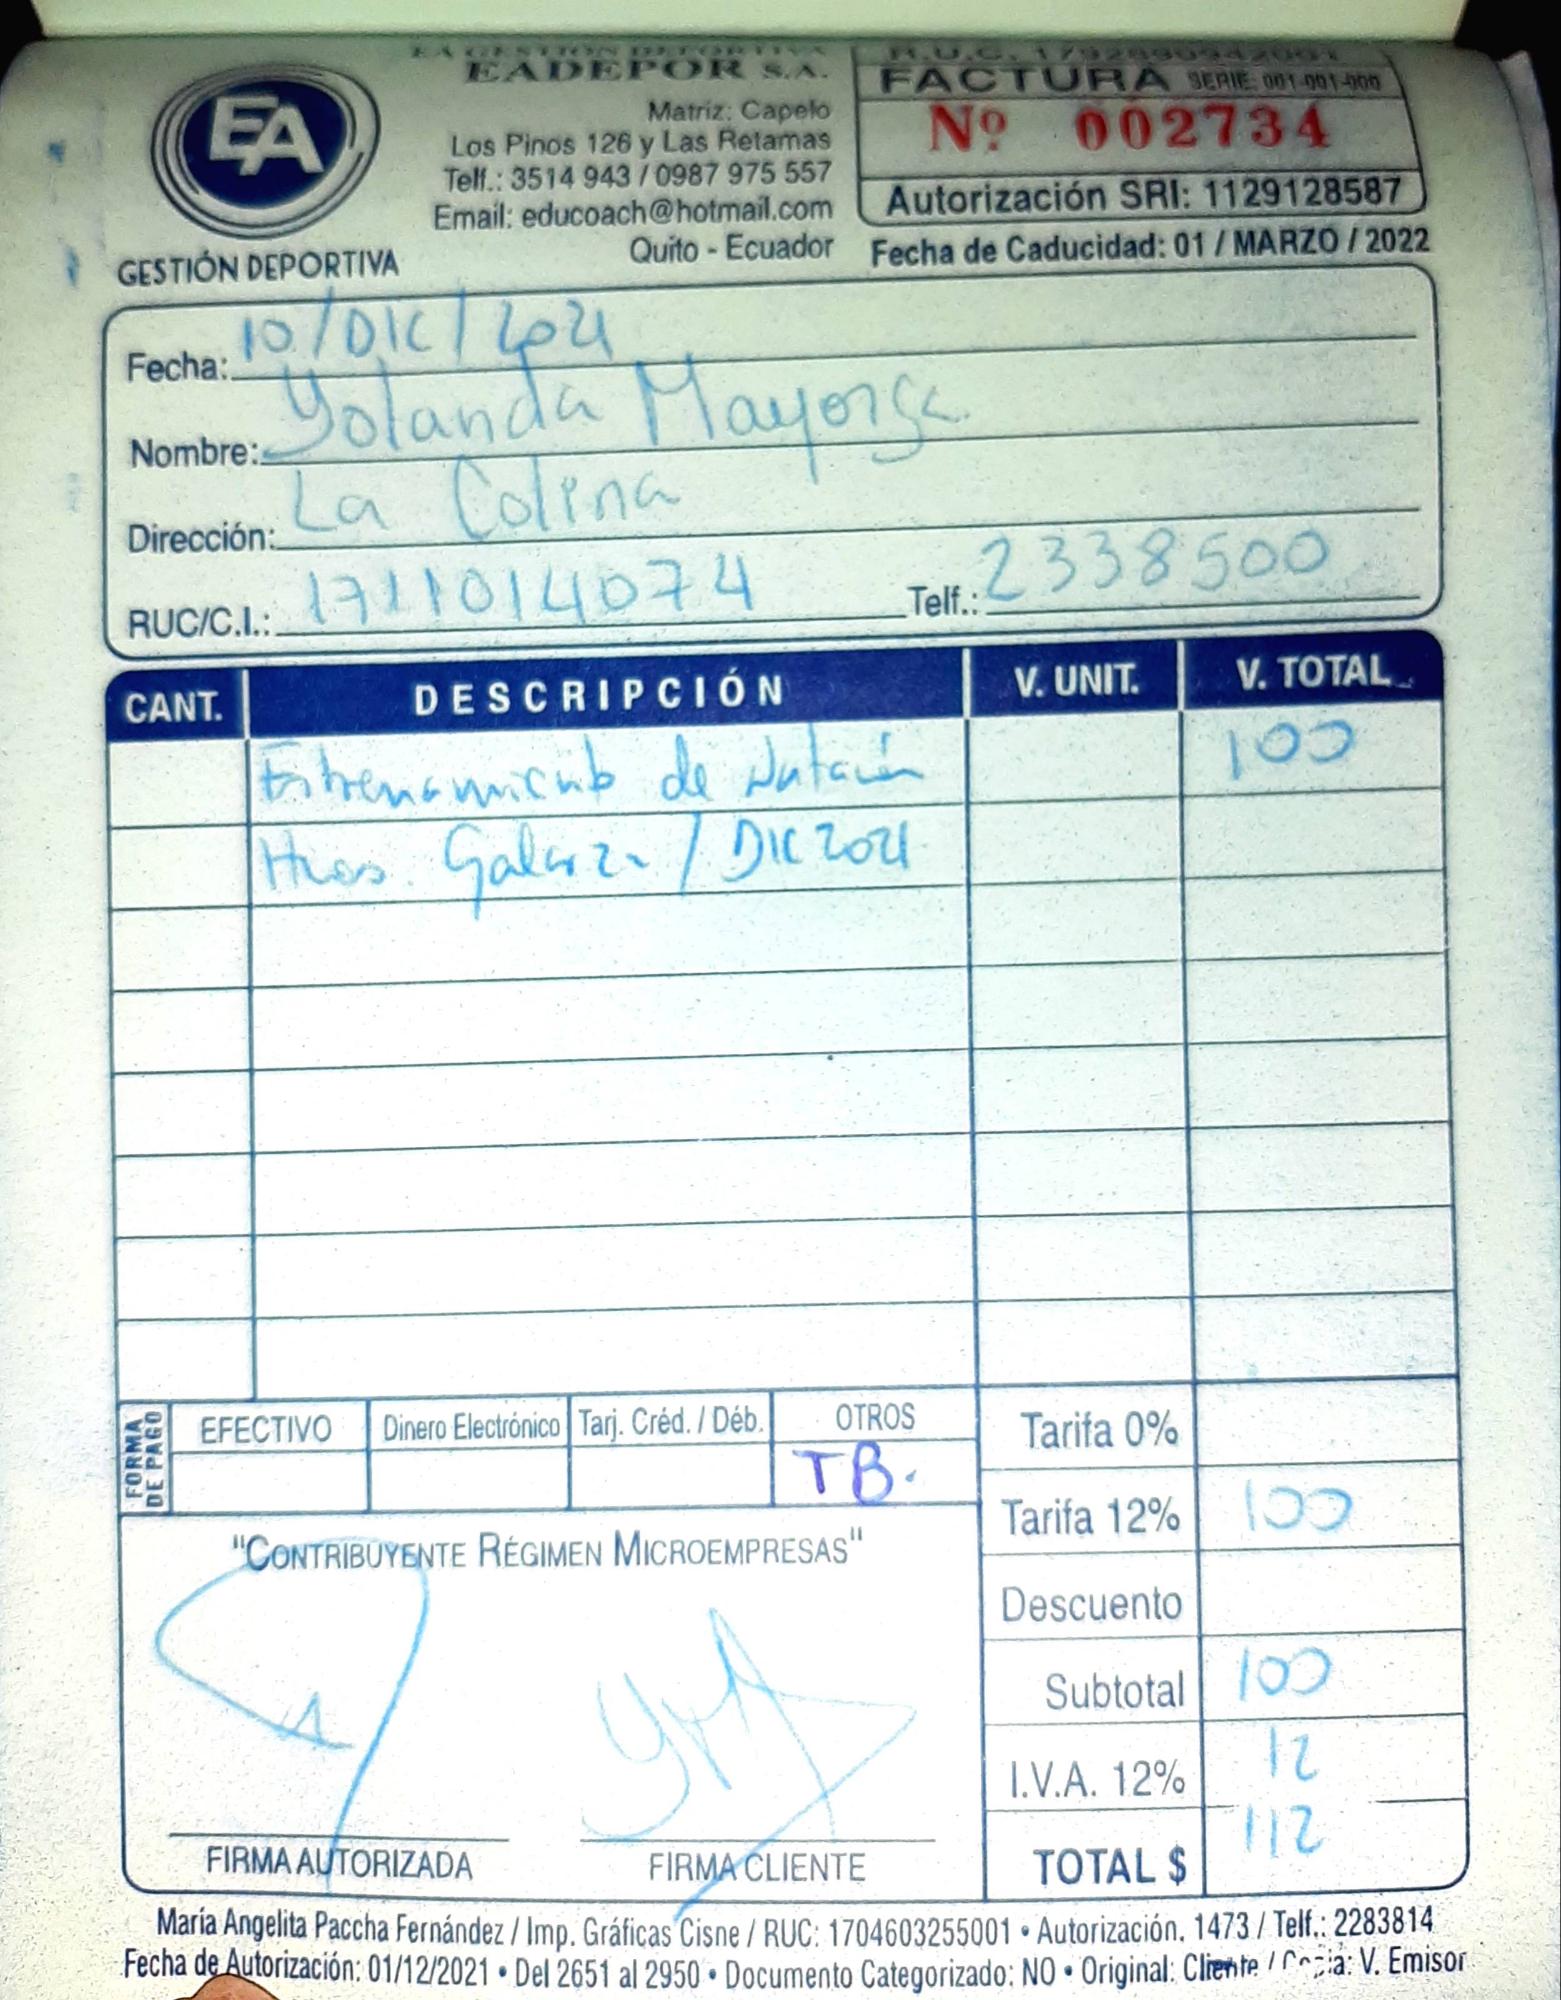 EA GESTIÓN DEPORTIVA
EADEPOR S.A.
Matriz: Capelo
Los Pinos 126 y Las Retamas
Telf.: 3514 943 / 0987 975 557
Email: educoach@hotmail.com
Quito - Ecuador
EA
GESTIÓN DEPORTIVA
R.U.C.
FACTURA SERIE: 001-001-000
Nº 002734
Autorización SRI: 1129128587
Fecha de Caducidad: 01 / MARZO / 2022
Fecha: 10/DIC/2021
Nombre: Yolanda Mayorga
Dirección: La Colina
RUC/C.I.: 1711014074 Telf.: 2338500
CANT. DESCRIPCIÓN V. UNIT. V. TOTAL
Entrenamiento de Natación 100
Hnos. Galarza / DIC 2021
FORMA DE PAGO
EFECTIVO Dinero Electrónico Tarj. Créd. / Déb. OTROS
TB.
Tarifa 0%
Tarifa 12% 100
Descuento
Subtotal 100
I.V.A. 12% 12
TOTAL $ 112
"CONTRIBUYENTE RÉGIMEN MICROEMPRESAS"
FIRMA AUTORIZADA FIRMA CLIENTE
María Angelita Paccha Fernández / Imp. Gráficas Cisne / RUC: 1704603255001 • Autorización. 1473 / Telf.: 2283814
Fecha de Autorización: 01/12/2021 • Del 2651 al 2950 • Documento Categorizado: NO • Original: Cliente / Copia: V. Emisor